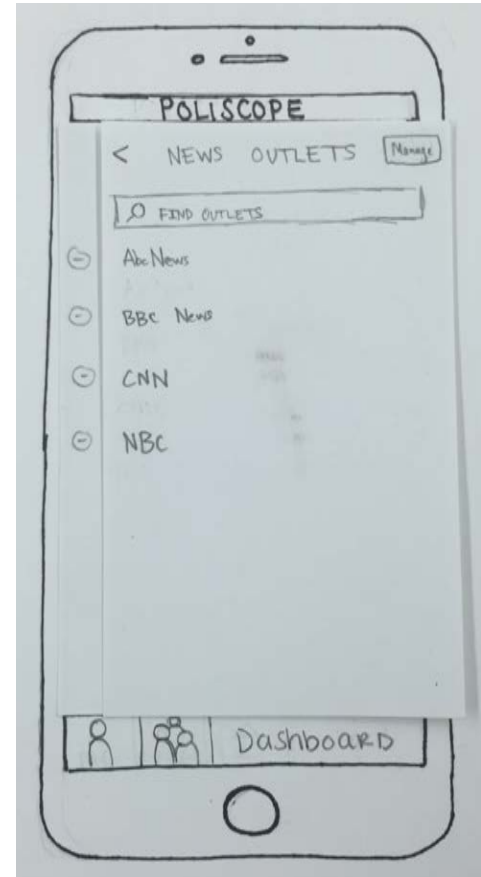 POLISCOPE
< NEWS OUTLETS Manage
FIND OUTLETS
Abc News
BBC News
CNN
NBC
Dashboard